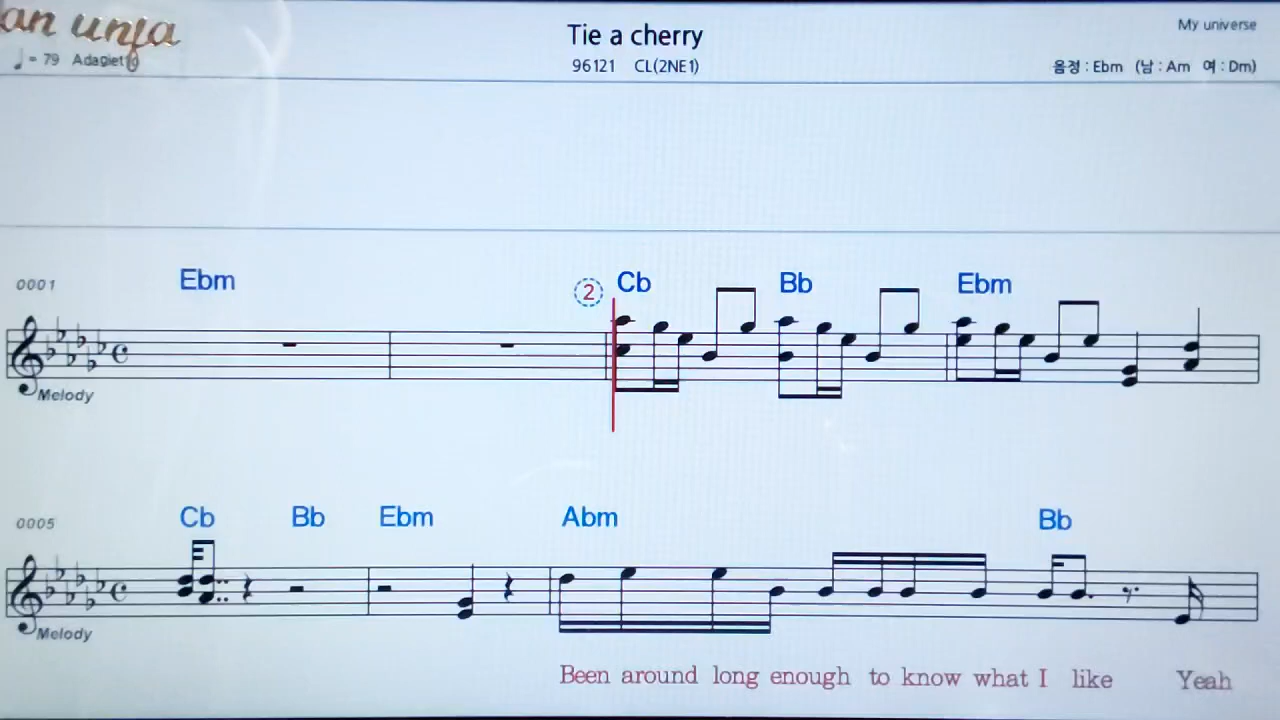 Tie a cherry
My universe
♩= 79 Adagietto
96121 CL(2NE1)
음정 : Ebm (남 : Am 여 : Dm)
0001 Ebm ② Cb Bb Ebm
Melody
0005 Cb Bb Ebm Abm Bb
Melody
Been around long enough to know what I like Yeah